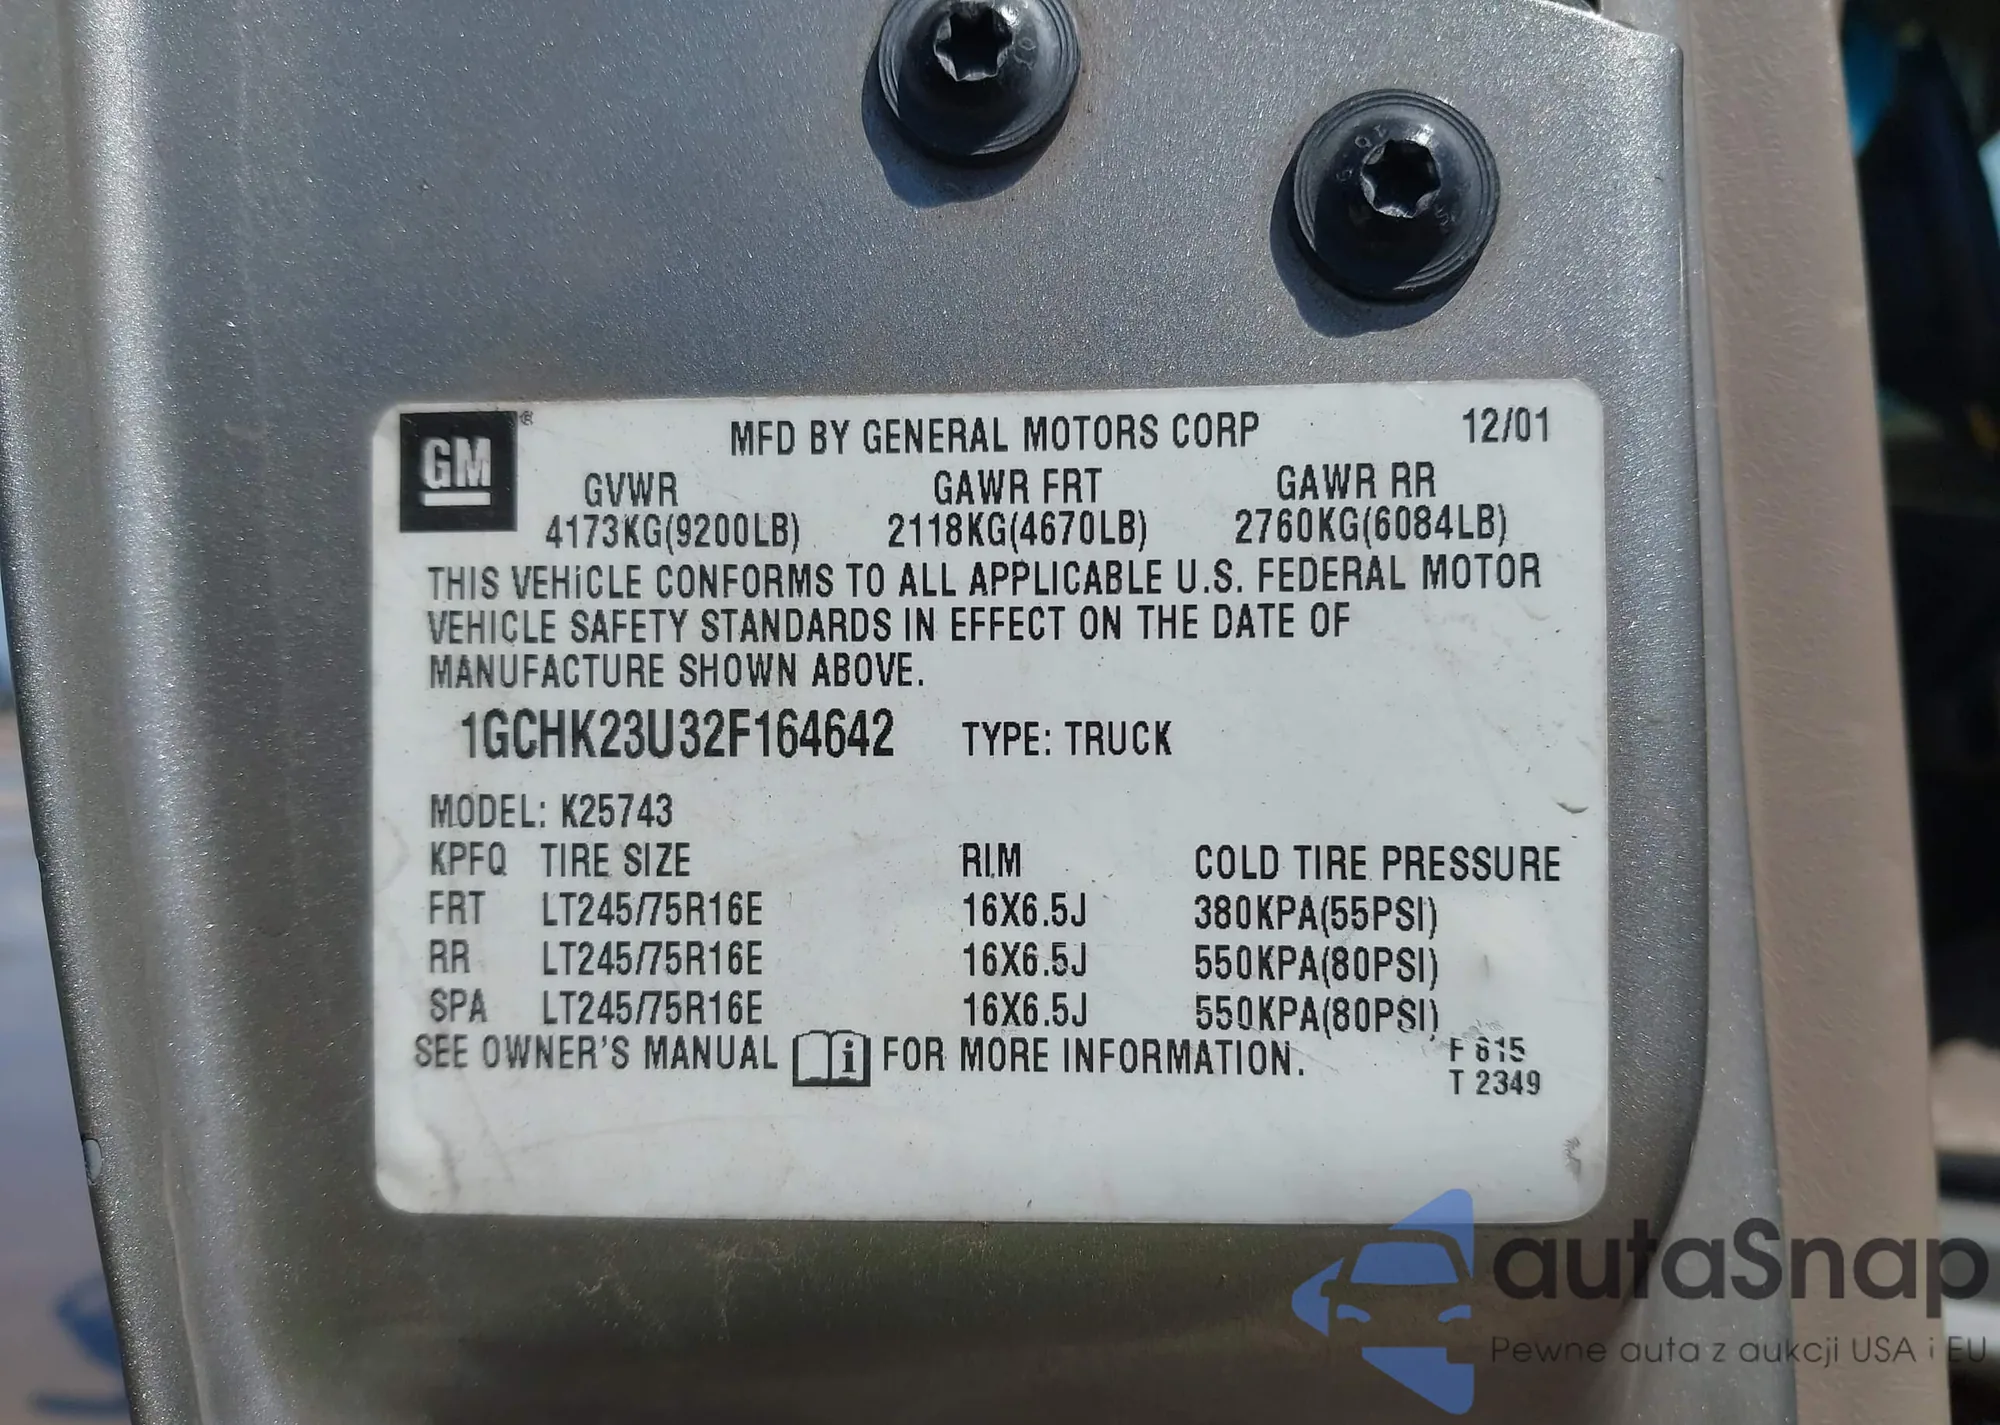 GM ®
MFD BY GENERAL MOTORS CORP 12/01
GVWR GAWR FRT GAWR RR
4173KG(9200LB) 2118KG(4670LB) 2760KG(6084LB)
THIS VEHICLE CONFORMS TO ALL APPLICABLE U.S. FEDERAL MOTOR
VEHICLE SAFETY STANDARDS IN EFFECT ON THE DATE OF
MANUFACTURE SHOWN ABOVE.
1GCHK23U32F164642 TYPE: TRUCK
MODEL: K25743
KPFQ TIRE SIZE RIM COLD TIRE PRESSURE
FRT LT245/75R16E 16X6.5J 380KPA(55PSI)
RR LT245/75R16E 16X6.5J 550KPA(80PSI)
SPA LT245/75R16E 16X6.5J 550KPA(80PSI)
SEE OWNER'S MANUAL i FOR MORE INFORMATION.
F 615
T 2349
autaSnap
Pewne auta z aukcji USA i EU